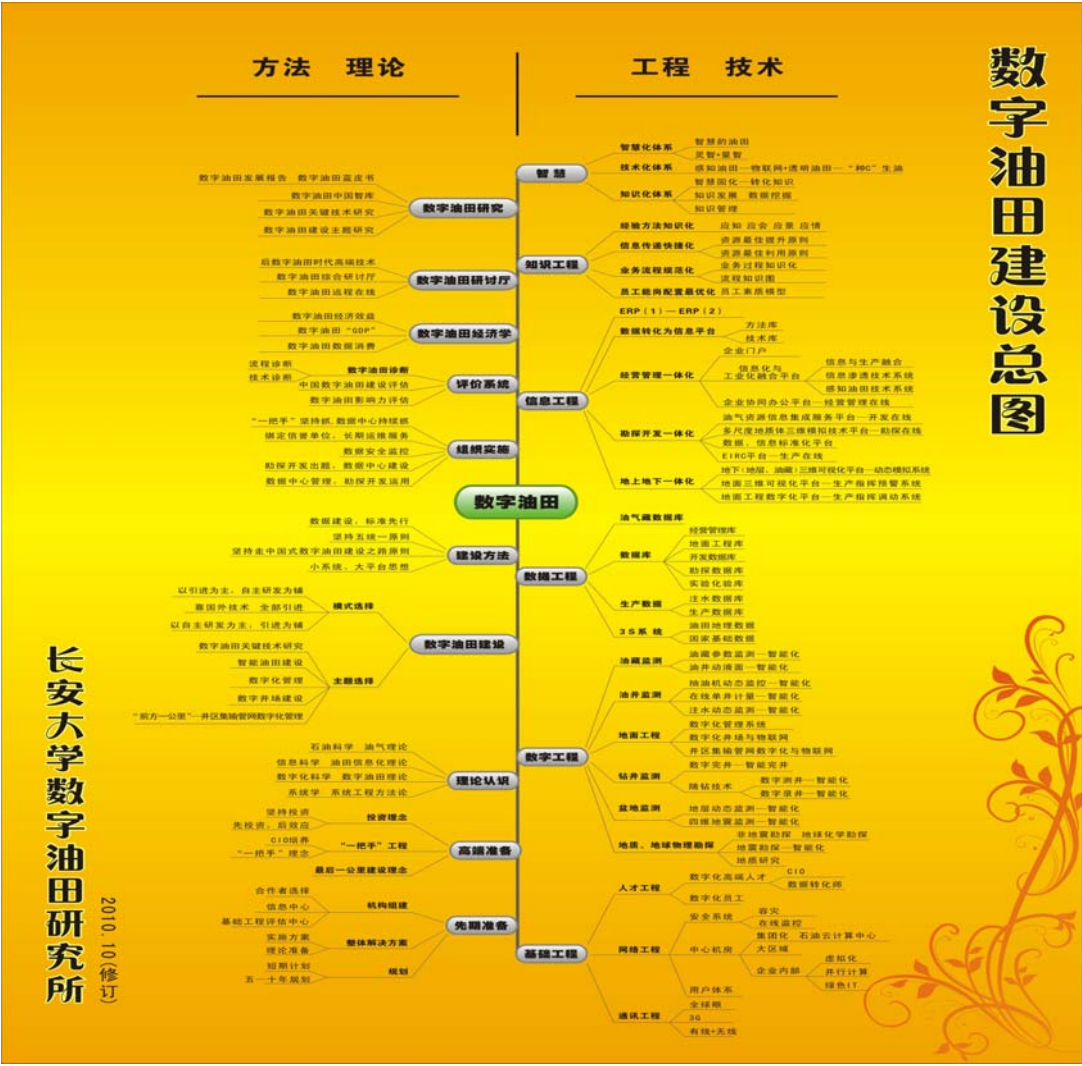 数字油田建设总图
方法 理论
工程 技术
数字油田
数字油田研究
数字油田发展报告 数字油田蓝皮书
数字油田中国智库
数字油田关键技术研究
数字油田建设主题研究
数字油田研讨厅
后数字油田时代高端技术
数字油田综合研讨厅
数字油田远程在线
数字油田经济学
数字油田经济效益
数字油田“GDP”
数字油田数据消费
评价系统
数字油田诊断
流程诊断
技术诊断
中国数字油田建设评估
数字油田影响力评估
组织实施
“一把手”坚持抓,数据中心持续抓
绑定信誉单位，长期运维服务
数据安全监控
勘探开发出题，数据中心建设
数据中心管理，勘探开发运用
建设方法
数据建设，标准先行
坚持五统一原则
坚持走中国式数字油田建设之路原则
小系统、大平台思想
数字油田建设
模式选择
以引进为主，自主研发为辅
靠国外技术 全部引进
以自主研发为主，引进为辅
主题选择
数字油田关键技术研究
智能油田建设
数字化管理
数字井场建设
“前方一公里”—井区集输管网数字化管理
理论认识
石油科学 油气理论
信息科学 油田信息化理论
数字化科学 数字油田理论
系统学 系统工程方法论
高端准备
投资理念
坚持投资
先投资，后效应
“一把手”工程
CIO培养
“一把手”理念
最后一公里建设理念
先期准备
机构组建
合作者选择
信息中心
基础工程评估中心
整体解决方案
实施方案
理论准备
规划
短期计划
五—十年规划
智慧
智慧化体系
智慧的油田
灵智+量智
技术化体系
感知油田—物联网+透明油田—“种C”生油
知识化体系
智慧固化—转化知识
知识发展 数据挖掘
知识管理
知识工程
经验方法知识化
应知 应会 应景 应情
信息传递快捷化
资源最佳提升原则
资源最佳利用原则
业务流程规范化
业务过程知识化
流程知识图
员工能岗配置最优化
员工素质模型
信息工程
ERP（1）—ERP（2）
数据转化为信息平台
方法库
技术库
经营管理一体化
企业门户
信息化与
工业化融合平台
信息与生产融合
信息渗透技术系统
感知油田技术系统
企业协同办公平台—经营管理在线
勘探开发一体化
油气资源信息集成服务平台—开发在线
多尺度地质体三维模拟技术平台—勘探在线
数据、信息标准化平台
EIRC平台—生产在线
地上地下一体化
地下(地层、油藏)三维可视化平台—动态模拟系统
地面三维可视化平台—生产指挥预警系统
地面工程数字化平台—生产指挥调动系统
数据工程
油气藏数据库
数据库
经营管理库
地面工程库
开发数据库
勘探数据库
实验化验库
生产数据
注水数据库
生产数据库
3S系统
油田地理数据
国家基础数据
数字工程
油藏监测
油藏参数监测—智能化
油井动液面—智能化
油井监测
抽油机动态监控—智能化
在线单井计量—智能化
注水动态监测—智能化
地面工程
数字化管理系统
数字化井场与物联网
井区集输管网数字化与物联网
钻井监测
数字完井—智能完井
随钻技术
数字测井—智能化
数字录井—智能化
盆地监测
地层动态监测—智能化
四维地震监测—智能化
地质、地球物理勘探
非地震勘探 地球化学勘探
地震勘探—智能化
地质研究
基础工程
人才工程
数字化高端人才
CIO
数据转化师
数字化员工
网络工程
安全系统
容灾
在线监控
中心机房
集团化 石油云计算中心
大区域
企业内部
虚拟化
并行计算
绿色IT
用户体系
通讯工程
全球眼
3G
有线+无线
长安大学数字油田研究所
2010.10(修订)